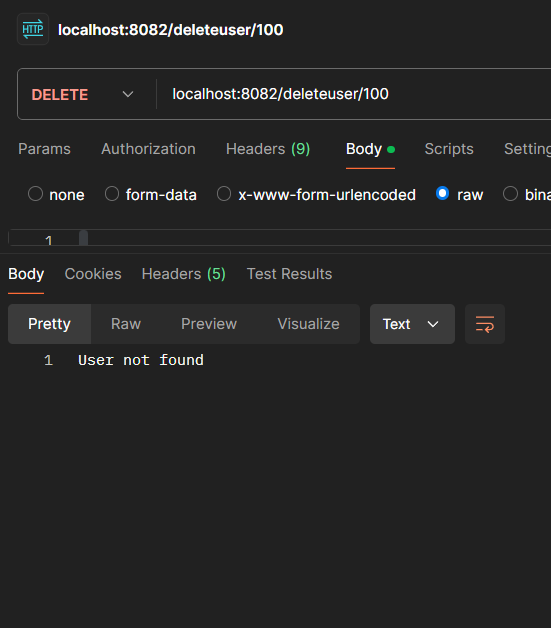 HTTP localhost:8082/deleteuser/100
DELETE localhost:8082/deleteuser/100
Params Authorization Headers (9) Body Scripts Setting
none form-data x-www-form-urlencoded raw bina
1
Body Cookies Headers (5) Test Results
Pretty Raw Preview Visualize Text
1 User not found